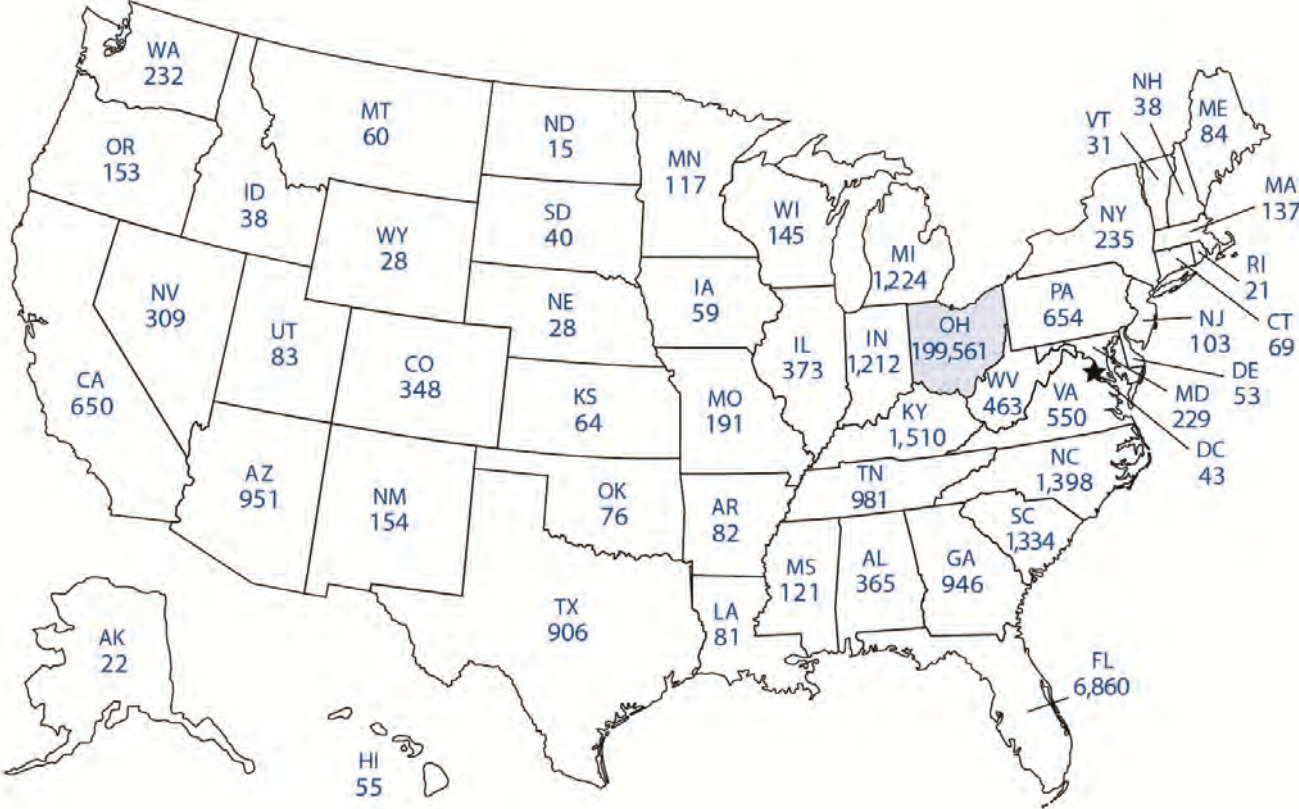 WA
232
MT
60
ND
15
MN
117
OR
153
ID
38
WY
28
SD
40
WI
145
MI
1,224
NH
38
VT
31
ME
84
MA
137
NY
235
RI
21
CT
69
NJ
103
DE
53
MD
229
DC
43
PA
654
NV
309
UT
83
CO
348
NE
28
IA
59
IL
373
IN
1,212
OH
199,561
WV
463
VA
550
CA
650
KS
64
MO
191
KY
1,510
AZ
951
NM
154
OK
76
AR
82
TN
981
NC
1,398
SC
1,334
MS
121
AL
365
GA
946
TX
906
LA
81
FL
6,860
AK
22
HI
55